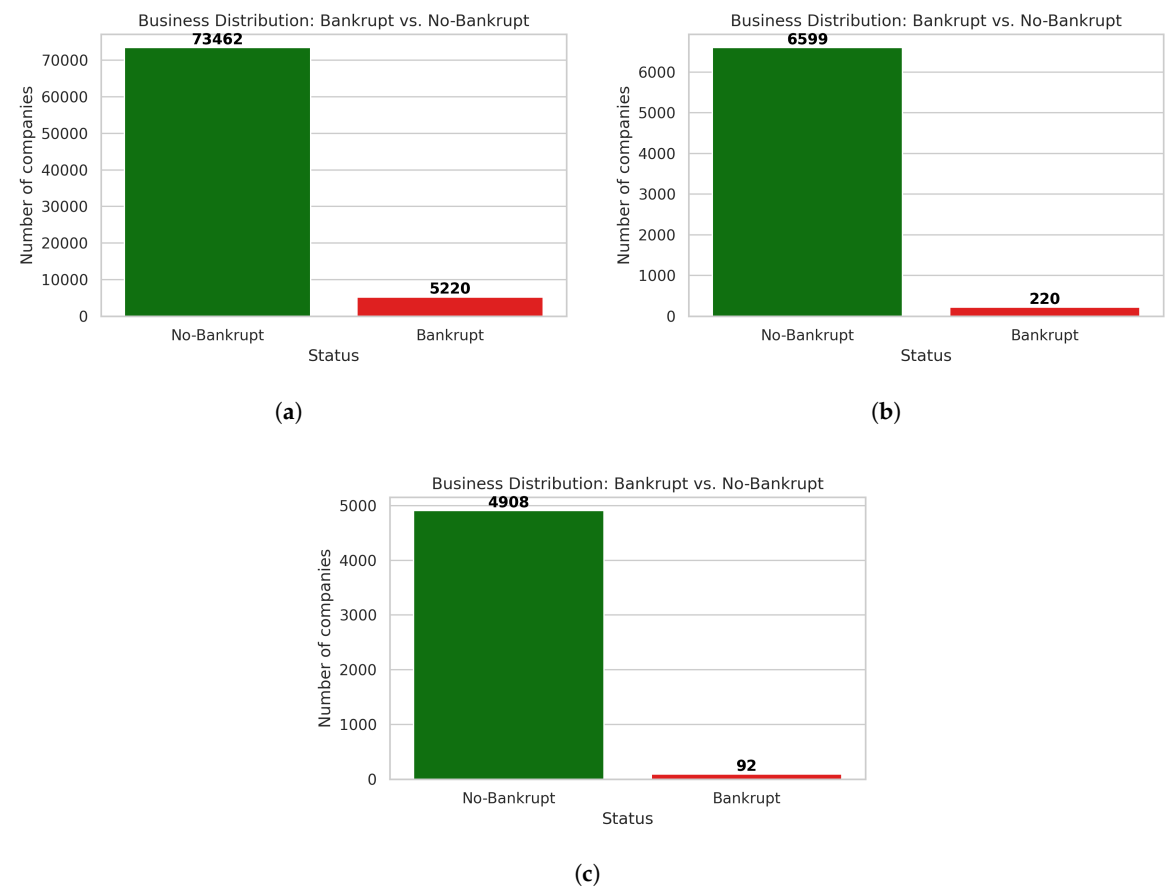 Business Distribution: Bankrupt vs. No-Bankrupt
73462
70000
60000
50000
40000
30000
20000
10000
0
Number of companies
5220
No-Bankrupt Bankrupt
Status
(a)
Business Distribution: Bankrupt vs. No-Bankrupt
6599
6000
5000
4000
3000
2000
1000
0
Number of companies
220
No-Bankrupt Bankrupt
Status
(b)
Business Distribution: Bankrupt vs. No-Bankrupt
4908
5000
4000
3000
2000
1000
0
Number of companies
92
No-Bankrupt Bankrupt
Status
(c)